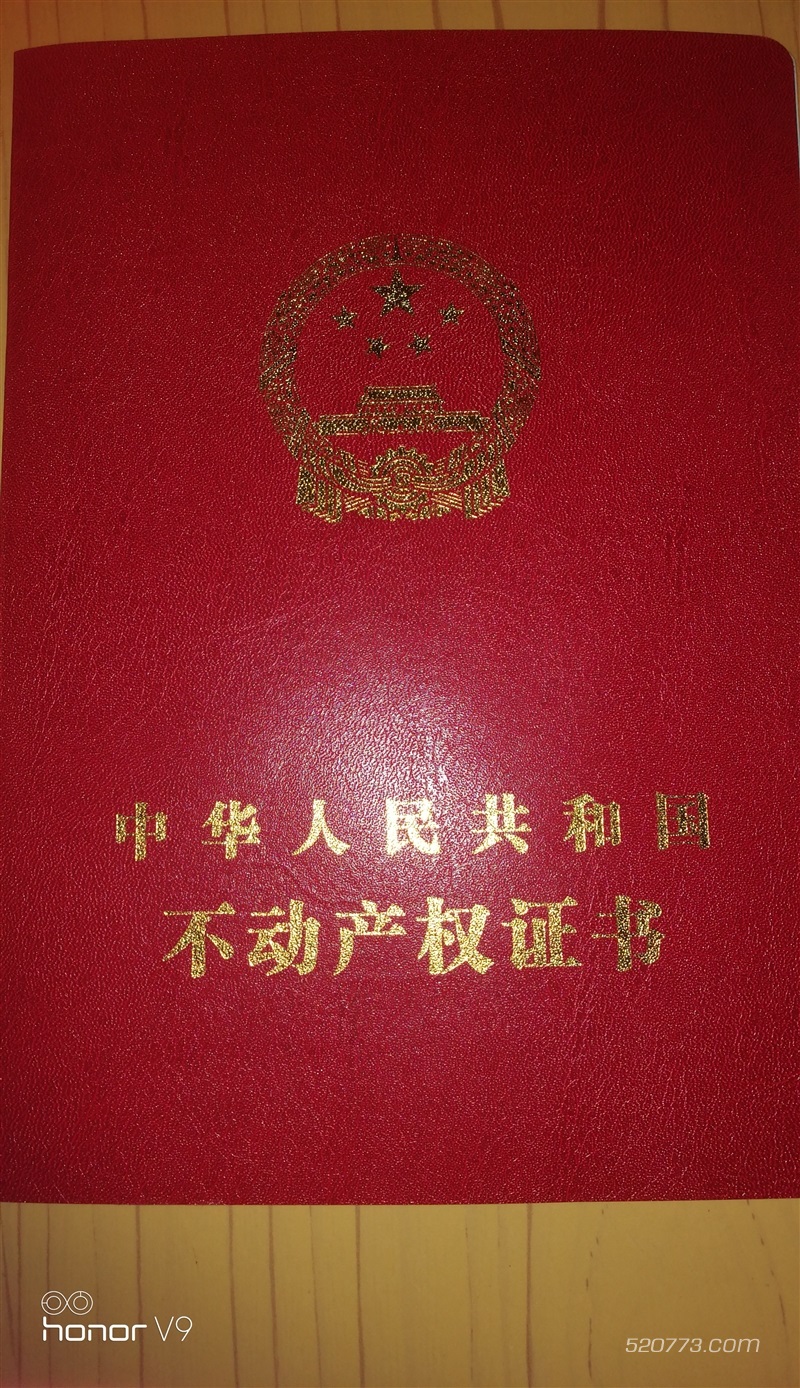 中华人民共和国
不动产权证书
honor V9
520773.com